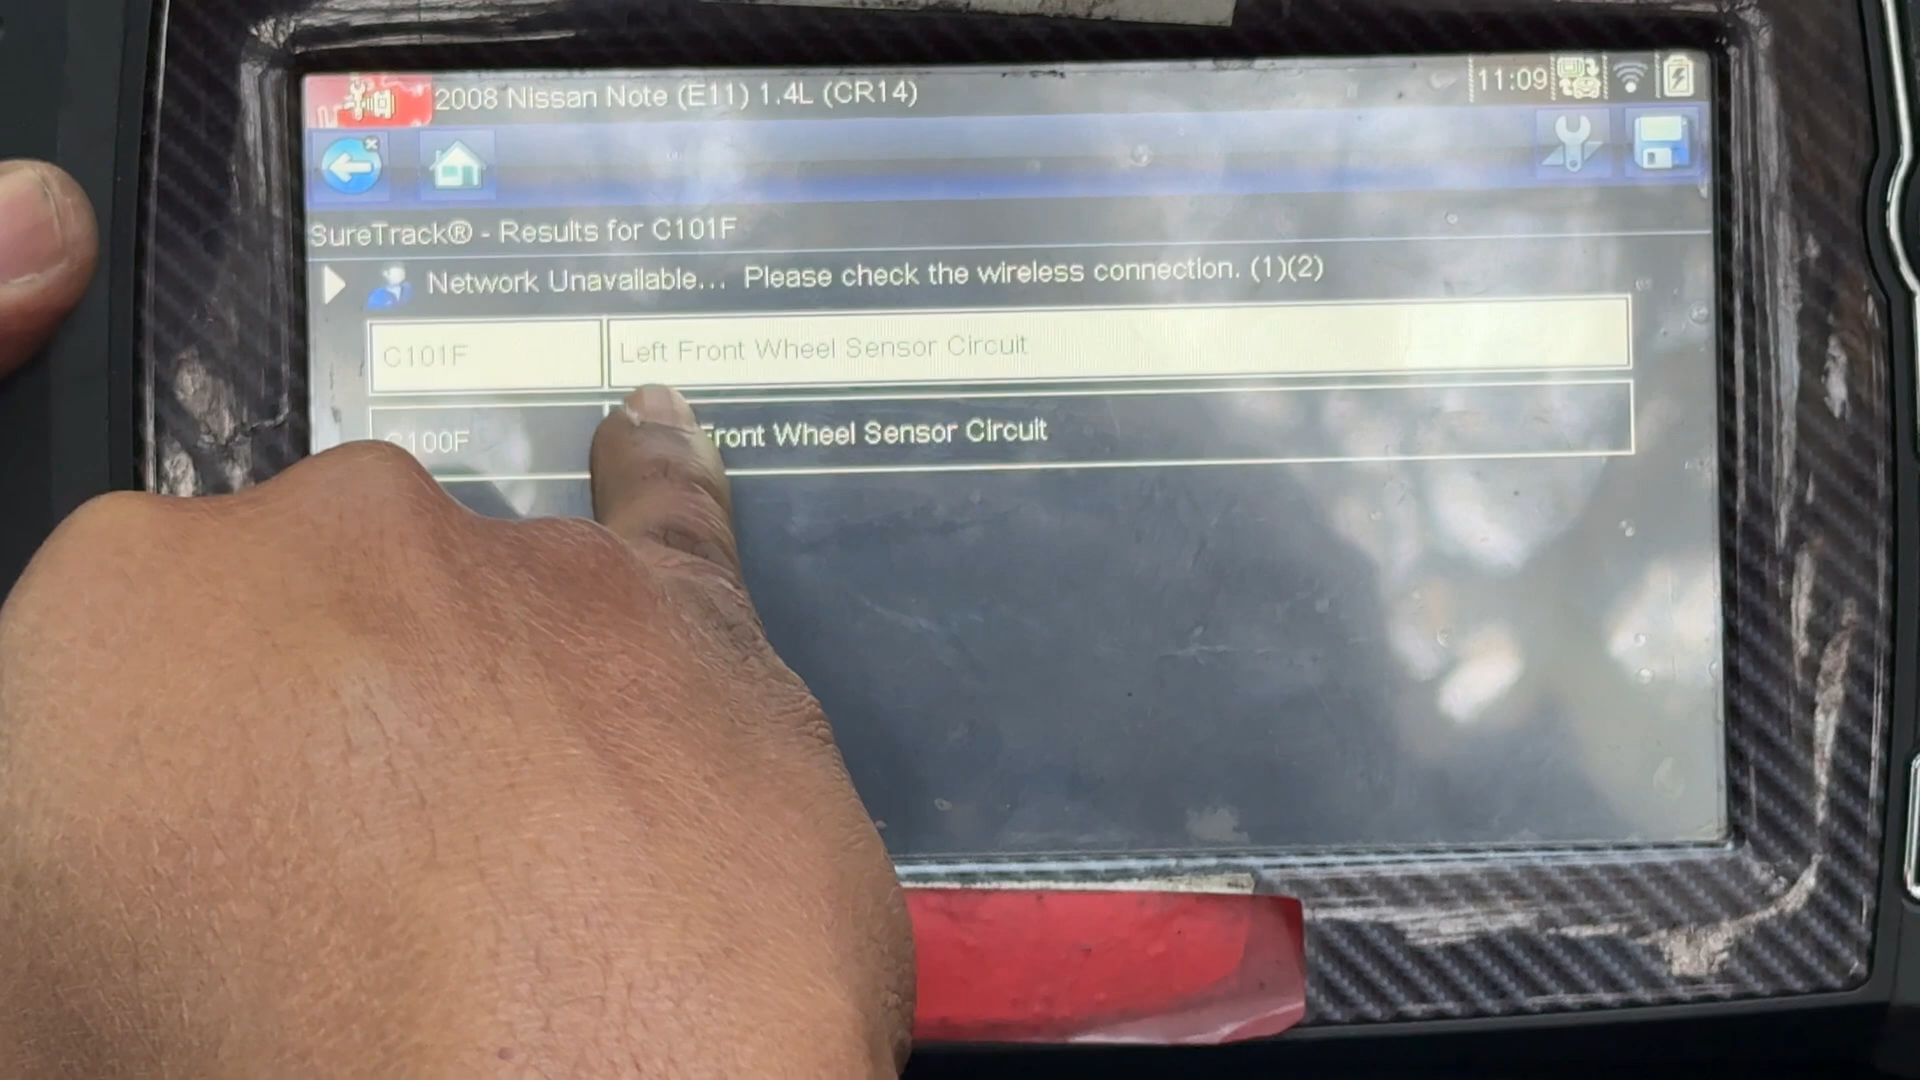 2008 Nissan Note (E11) 1.4L (CR14)
11:09
SureTrack® - Results for C101F
Network Unavailable... Please check the wireless connection. (1)(2)
C101F Left Front Wheel Sensor Circuit
C100F Front Wheel Sensor Circuit